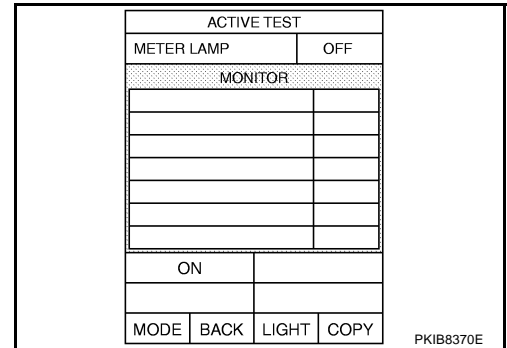 ACTIVE TEST
METER LAMP OFF
MONITOR
ON
MODE BACK LIGHT COPY
PKIB8370E